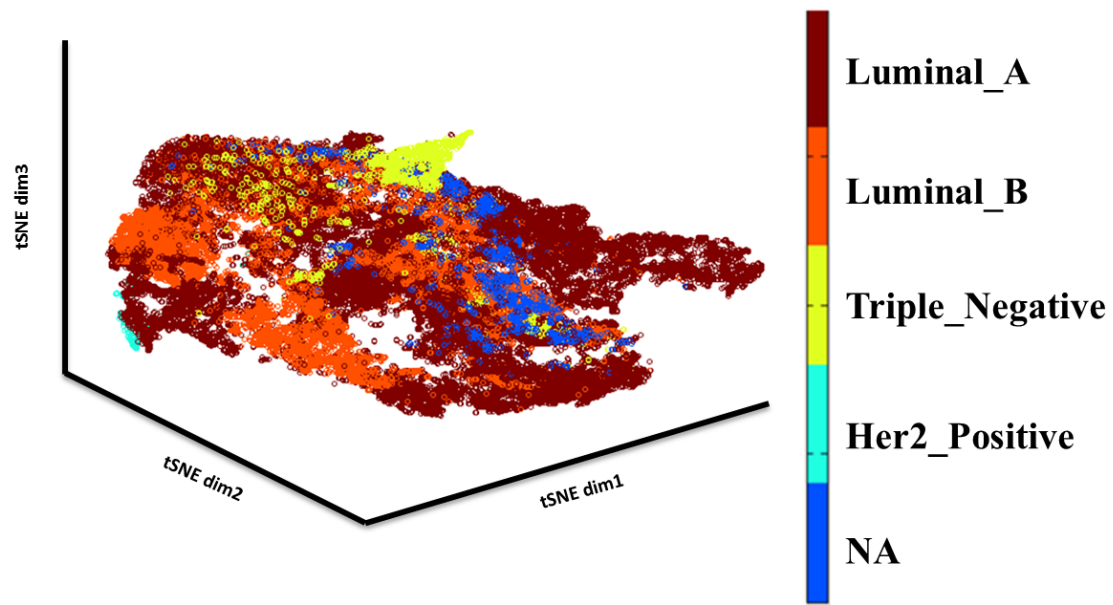 tSNE dim3
tSNE dim2
tSNE dim1
Luminal_A
Luminal_B
Triple_Negative
Her2_Positive
NA